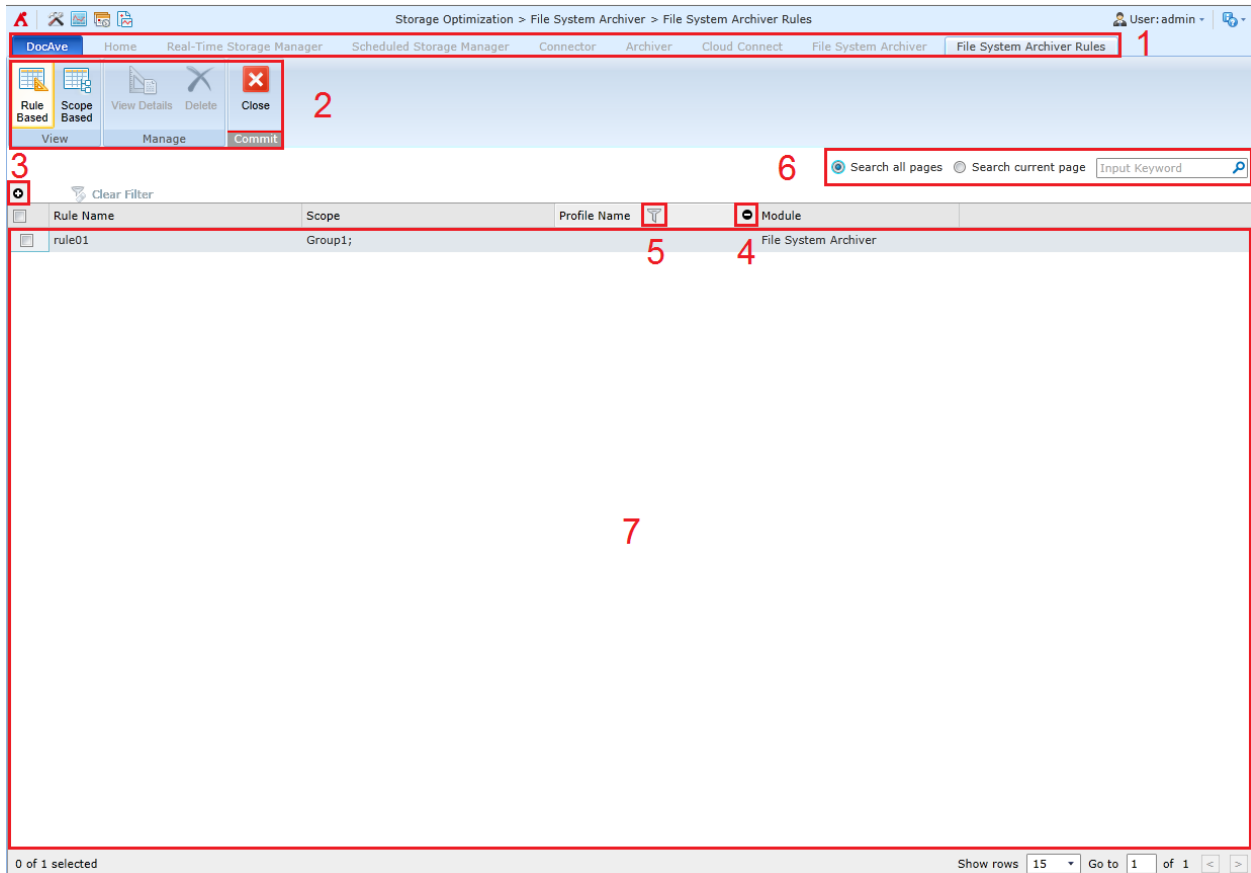 Storage Optimization > File System Archiver > File System Archiver Rules
User: admin
DocAve Home Real-Time Storage Manager Scheduled Storage Manager Connector Archiver Cloud Connect File System Archiver File System Archiver Rules
1
Rule Based
Scope Based
View Details
Delete
Close
2
View
Manage
Commit
3
6
Search all pages Search current page Input Keyword
Clear Filter
Rule Name Scope Profile Name Module
rule01 Group1; File System Archiver
5
4
7
0 of 1 selected
Show rows 15 Go to 1 of 1 < >